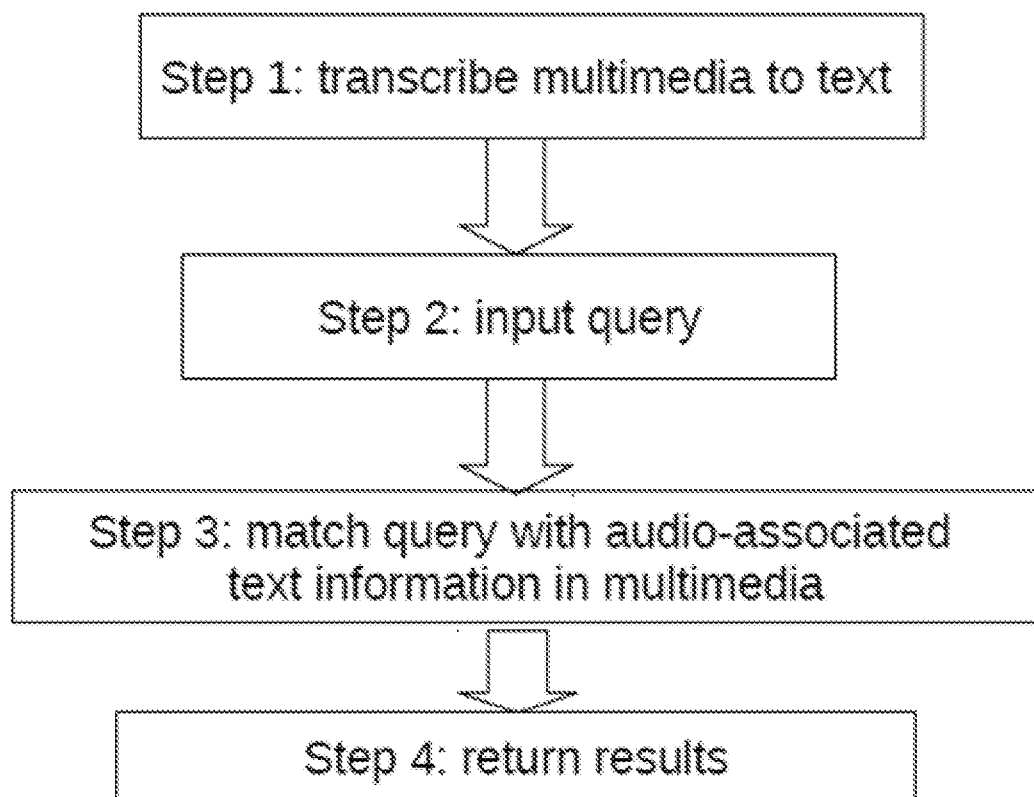 Step 1: transcribe multimedia to text
Step 2: input query
Step 3: match query with audio-associated
text information in multimedia
Step 4: return results